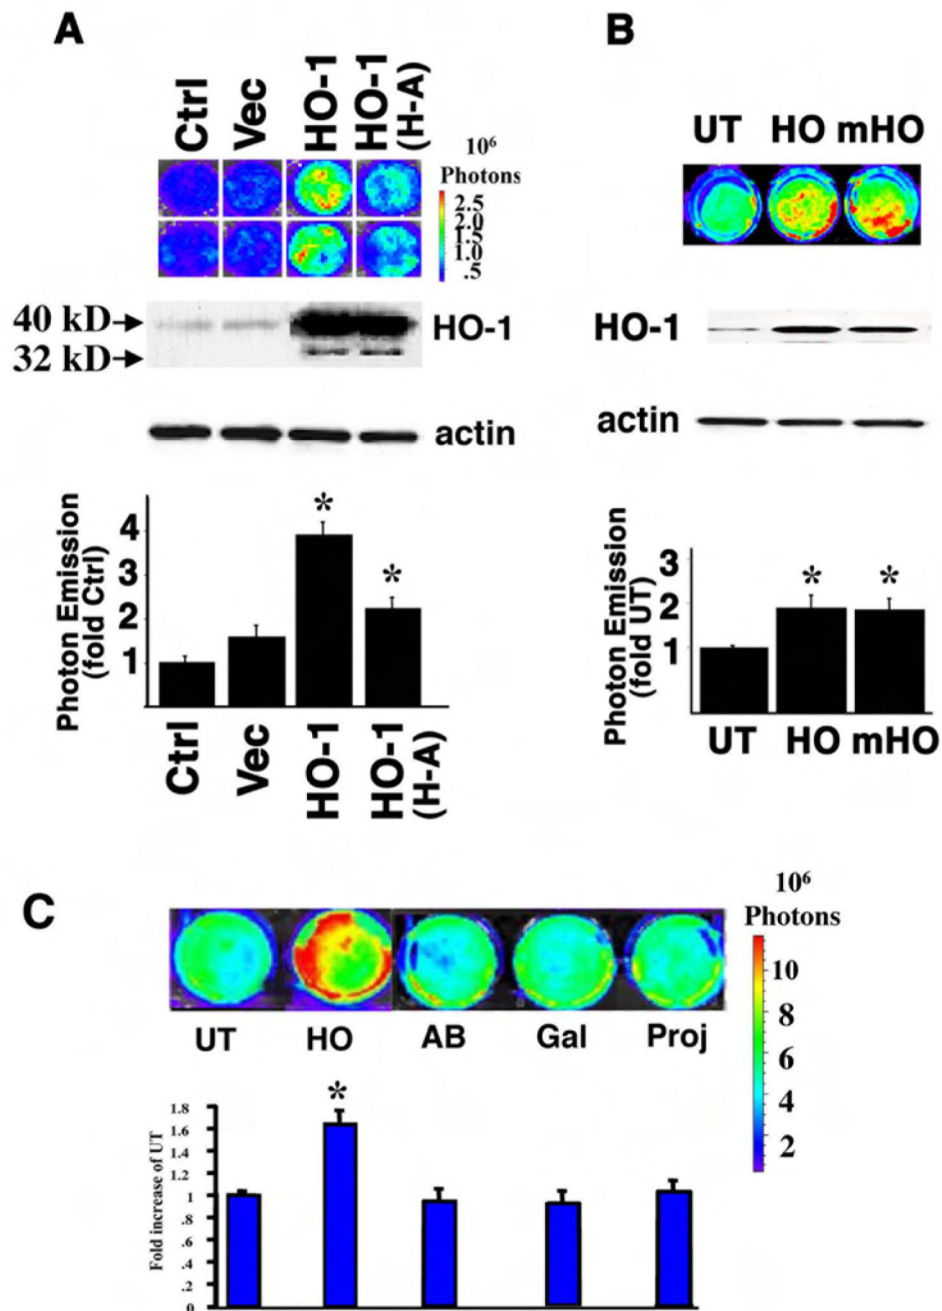 A
Ctrl
Vec
HO-1
HO-1
(H-A)
10⁶
Photons
2.5
2.0
1.5
1.0
.5
40 kD
HO-1
32 kD
actin
Photon Emission
(fold Ctrl)
4
3
2
1
*
*
Ctrl
Vec
HO-1
HO-1
(H-A)
B
UT HO mHO
HO-1
actin
Photon Emission
(fold UT)
3
2
1
*
*
UT HO mHO
C
10⁶
Photons
10
8
6
4
2
UT HO AB Gal Proj
Fold increase of UT
1.8
1.6
1.4
1.2
1
.8
.6
.4
.2
0
*